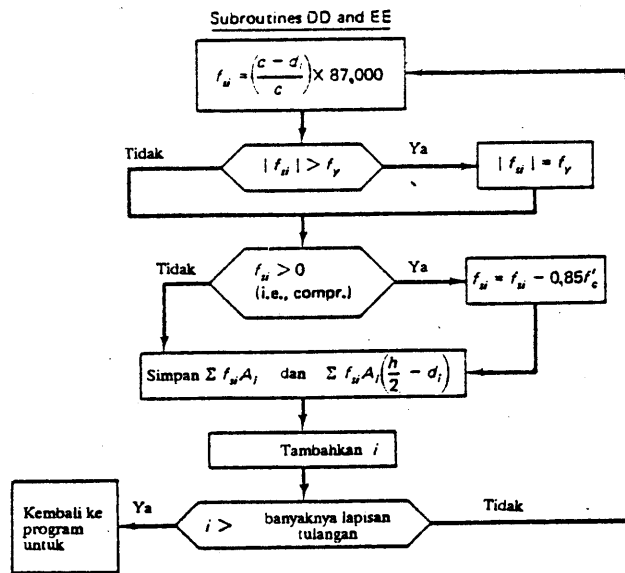 Subroutines DD and EE
f_si = ((c − d_i)/c) × 87,000
Tidak
|f_si| > f_y
Ya
|f_si| = f_y
Tidak
f_si > 0
(i.e., compr.)
Ya
f_si = f_si − 0,85f'_c
Simpan Σ f_si A_i dan Σ f_si A_i (h/2 − d_i)
Tambahkan i
Kembali ke
program
untuk
Ya
i > banyaknya lapisan
tulangan
Tidak